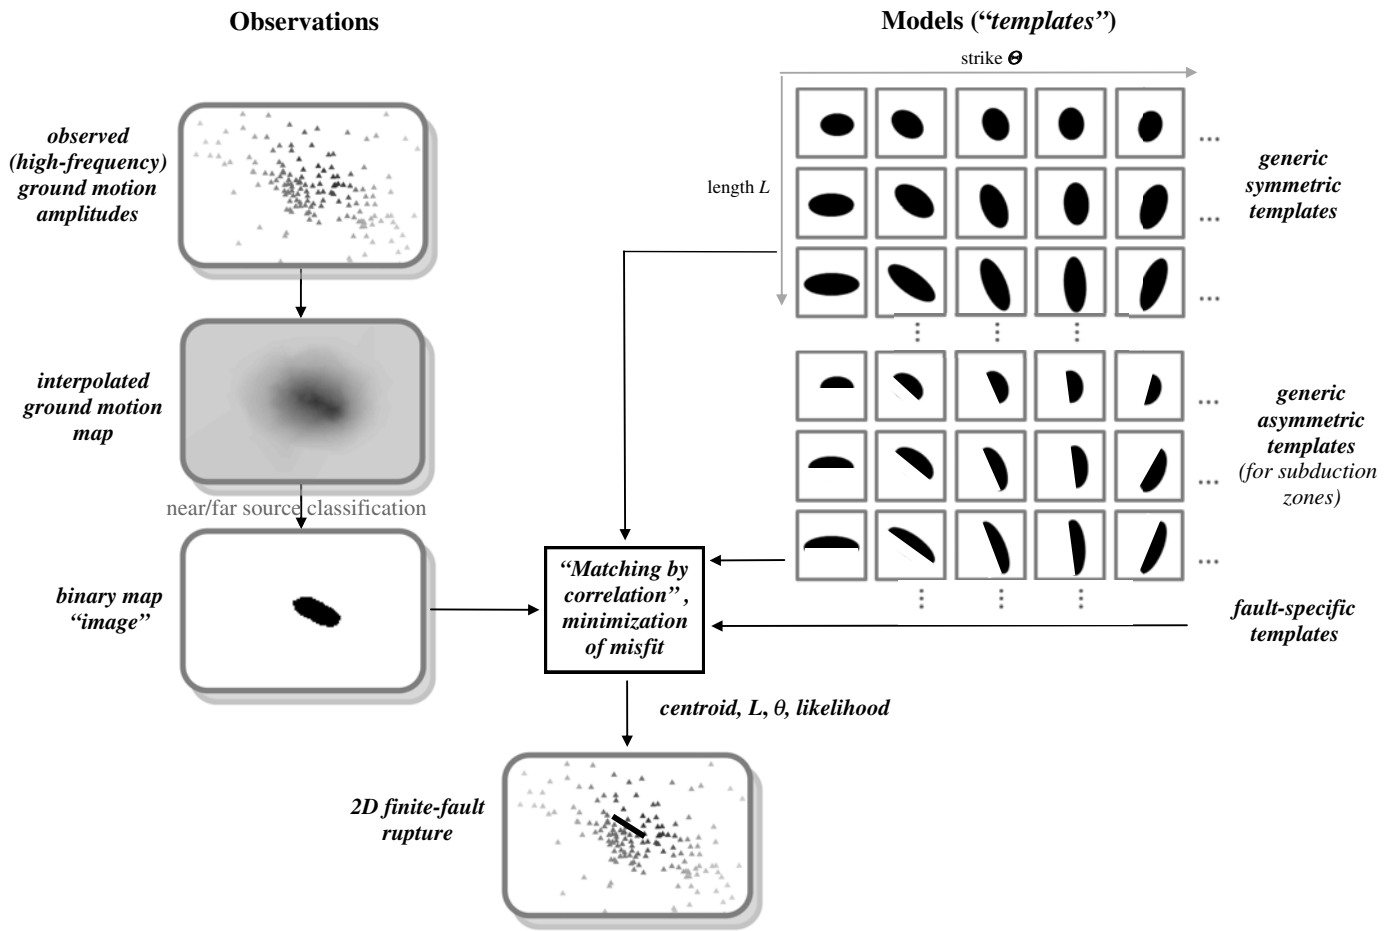 Observations
Models (“templates”)
strike Θ
length L
observed
(high-frequency)
ground motion
amplitudes
generic
symmetric
templates
interpolated
ground motion
map
generic
asymmetric
templates
(for subduction
zones)
near/far source classification
binary map
“image”
“Matching by
correlation” ,
minimization
of misfit
fault-specific
templates
centroid, L, θ, likelihood
2D finite-fault
rupture